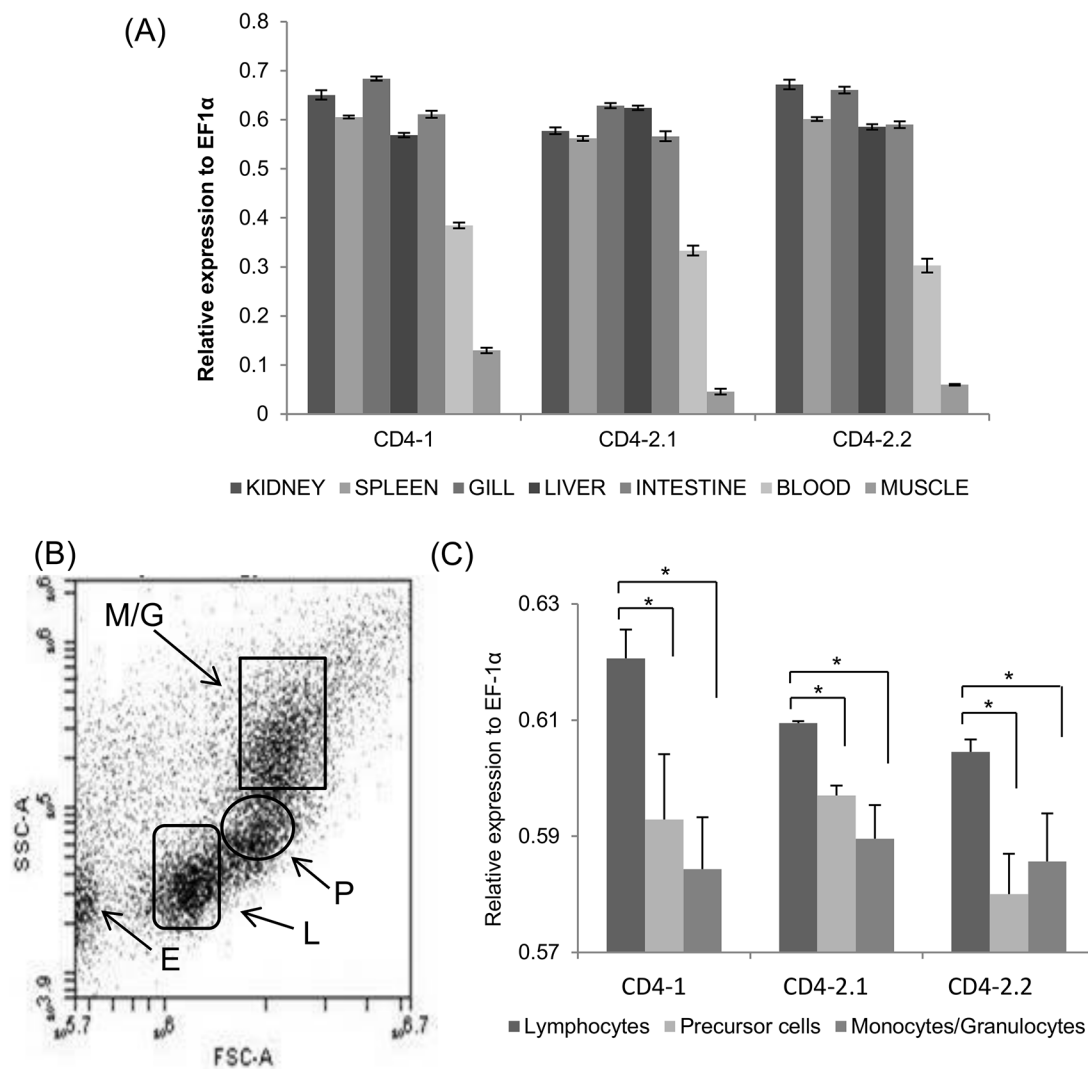 (A)
Relative expression to EF1α
0.8
0.7
0.6
0.5
0.4
0.3
0.2
0.1
0
CD4-1 CD4-2.1 CD4-2.2
KIDNEY SPLEEN GILL LIVER INTESTINE BLOOD MUSCLE
(B)
M/G
P
L
E
SSC-A
FSC-A
(C)
Relative expression to EF-1α
0.63
0.61
0.59
0.57
* * * * * *
CD4-1 CD4-2.1 CD4-2.2
Lymphocytes Precursor cells Monocytes/Granulocytes